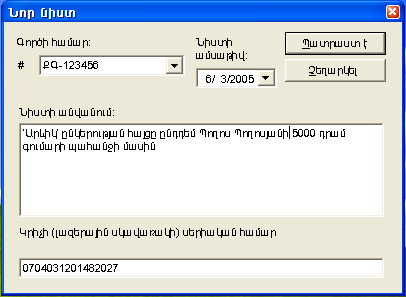 Նոր նիստ
Գործի համար:
# ՔԳ-123456
Նիստի
ամսաթիվ:
6/ 3/2005
Պատրաստ է
Չեղարկել
Նիստի անվանում:
'Արևիկ' ընկերության հայցը ընդդեմ Պողոս Պողոսյանի 5000 դրամ
գումարի պահանջի մասին
Կրիչի (լազերային սկավառակի) սերիական համար
0704031201482027